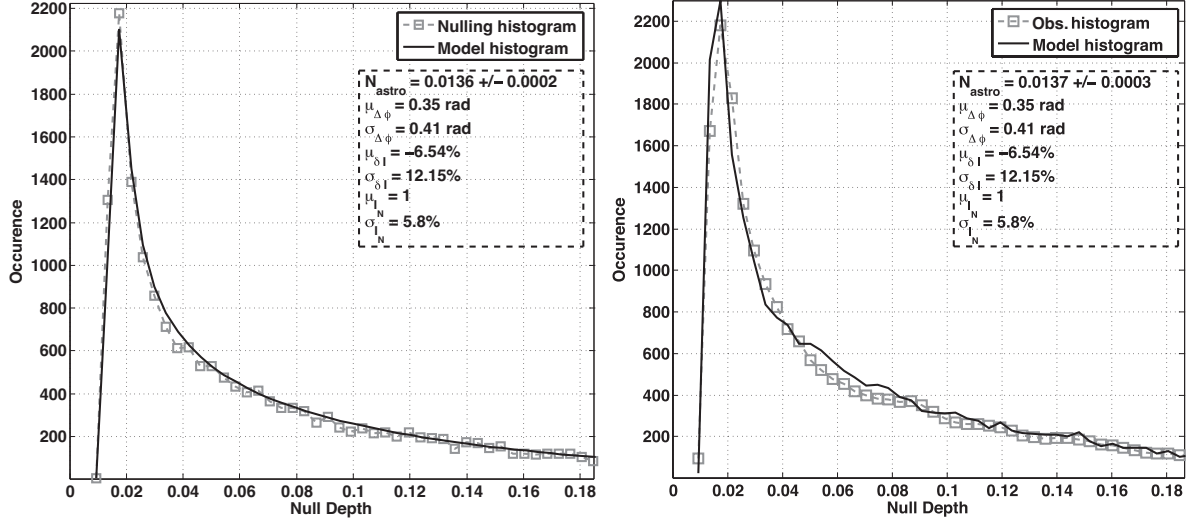 Nulling histogram
Model histogram
N_astro = 0.0136 +/− 0.0002
μ_Δϕ = 0.35 rad
σ_Δϕ = 0.41 rad
μ_δI = −6.54%
σ_δI = 12.15%
μ_I_N = 1
σ_I_N = 5.8%
2200
2000
1800
1600
1400
1200
1000
800
600
400
200
Occurence
0 0.02 0.04 0.06 0.08 0.1 0.12 0.14 0.16 0.18
Null Depth
Obs. histogram
Model histogram
N_astro = 0.0137 +/− 0.0003
μ_Δϕ = 0.35 rad
σ_Δϕ = 0.41 rad
μ_δI = −6.54%
σ_δI = 12.15%
μ_I_N = 1
σ_I_N = 5.8%
2200
2000
1800
1600
1400
1200
1000
800
600
400
200
Occurence
0 0.02 0.04 0.06 0.08 0.1 0.12 0.14 0.16 0.18
Null Depth